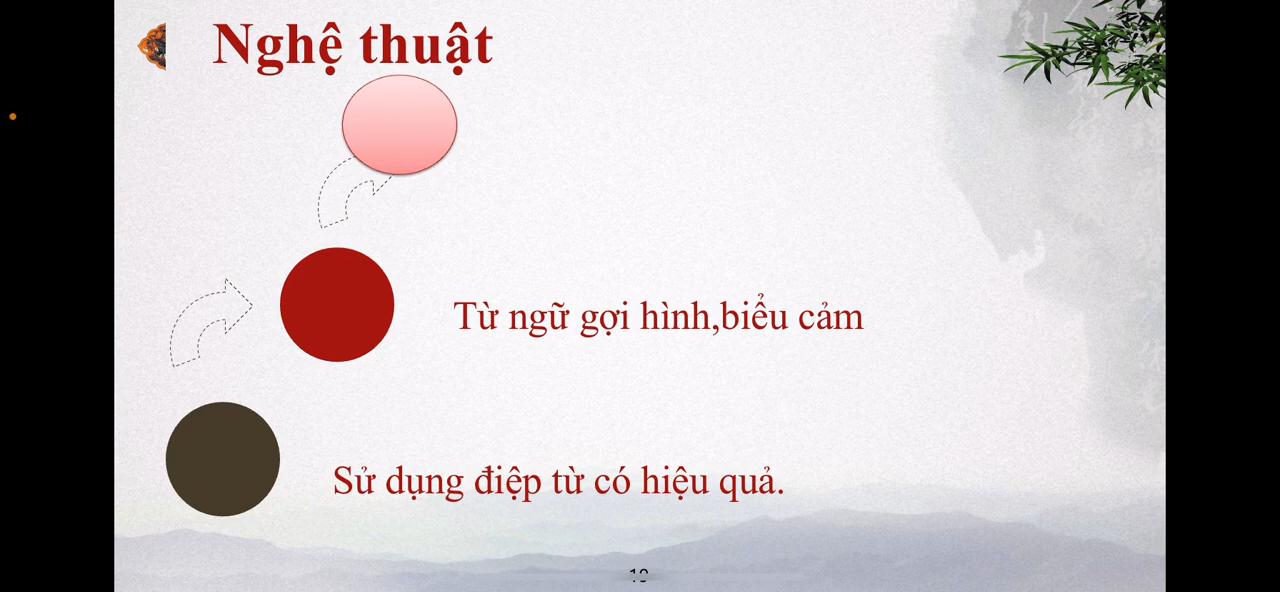 Nghệ thuật
Từ ngữ gợi hình,biểu cảm
Sử dụng điệp từ có hiệu quả.